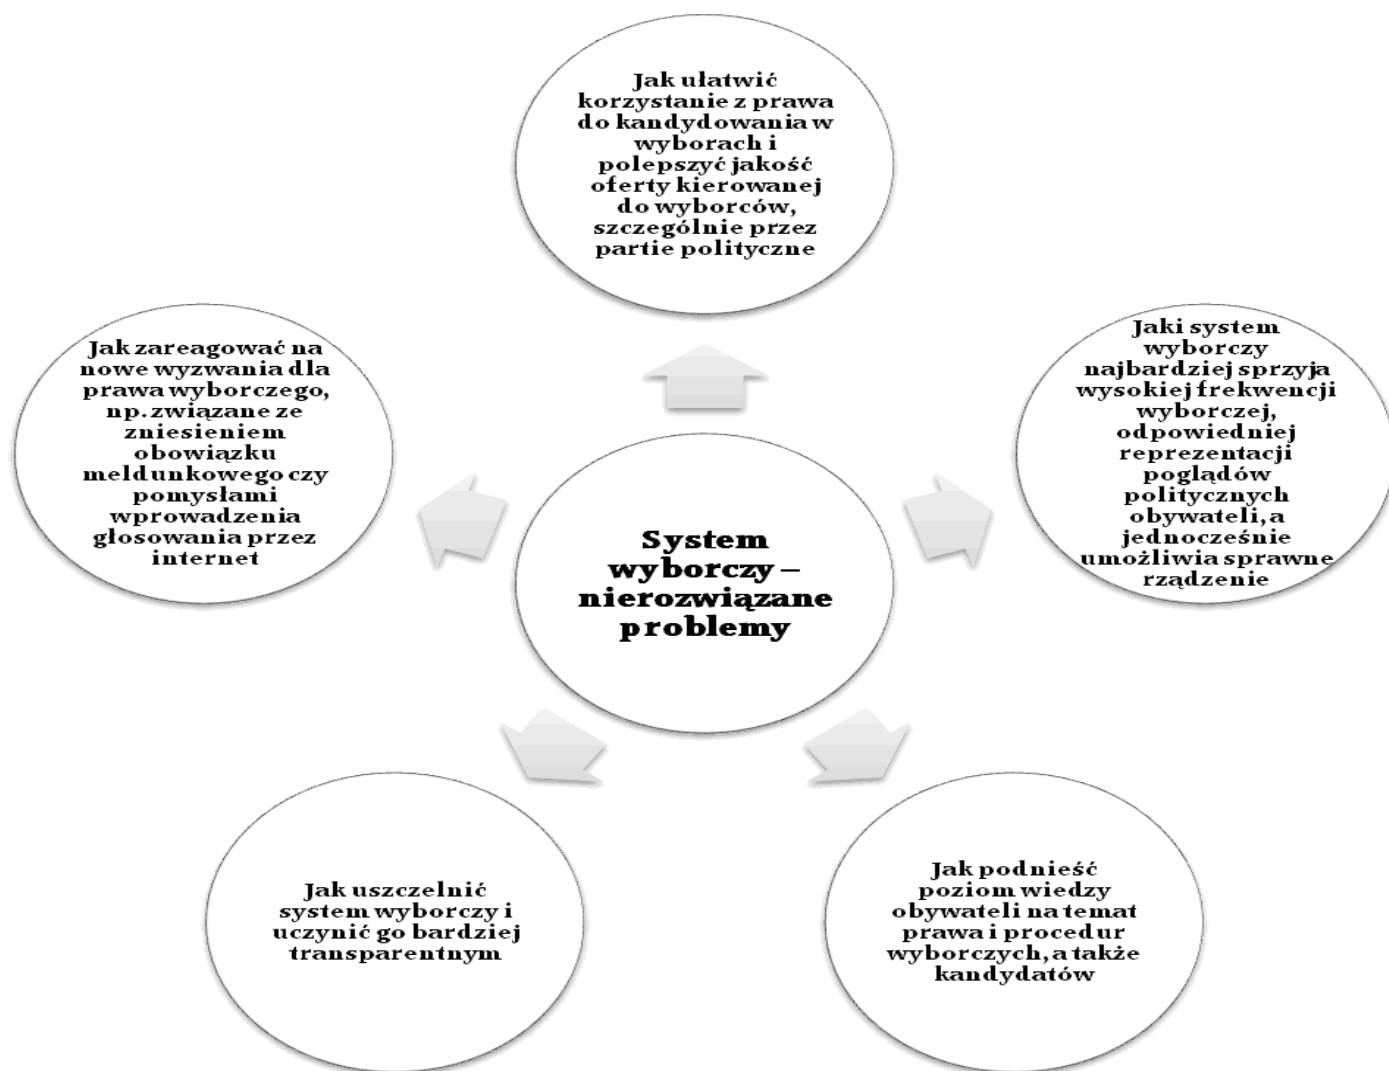 Jak ułatwić
korzystanie z prawa
do kandydowania w
wyborach i
polepszyć jakość
oferty kierowanej
do wyborców,
szczególnie przez
partie polityczne
Jaki system
wyborczy
najbardziej sprzyja
wysokiej frekwencji
wyborczej,
odpowiedniej
reprezentacji
poglądów
politycznych
obywateli, a
jednocześnie
umożliwia sprawne
rządzenie
Jak zareagować na
nowe wyzwania dla
prawa wyborczego,
np. związane ze
zniesieniem
obowiązku
meldunkowego czy
pomysłami
wprowadzenia
głosowania przez
internet
System
wyborczy –
nierozwiązane
problemy
Jak uszczelnić
system wyborczy i
uczynić go bardziej
transparentnym
Jak podnieść
poziom wiedzy
obywateli na temat
prawa i procedur
wyborczych, a także
kandydatów